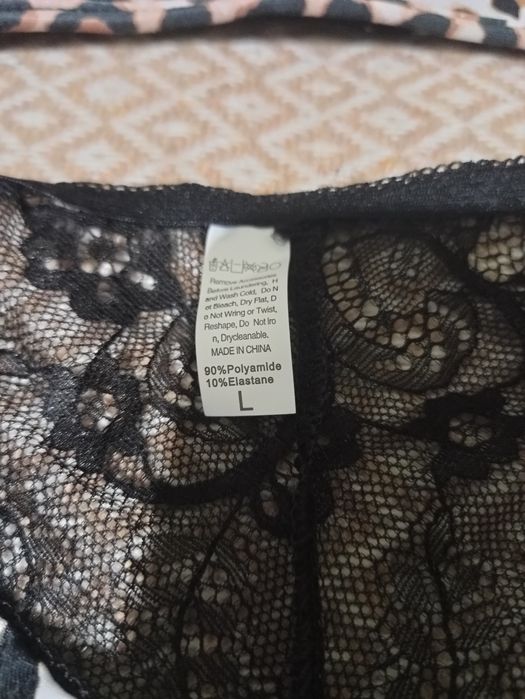 Remove Accessories
Before Laundering, H
and Wash Cold, Do N
ot Bleach, Dry Flat, D
o Not Wring or Twist,
Reshape, Do Not Iro
n, Drycleanable.
MADE IN CHINA
90%Polyamide
10%Elastane
L